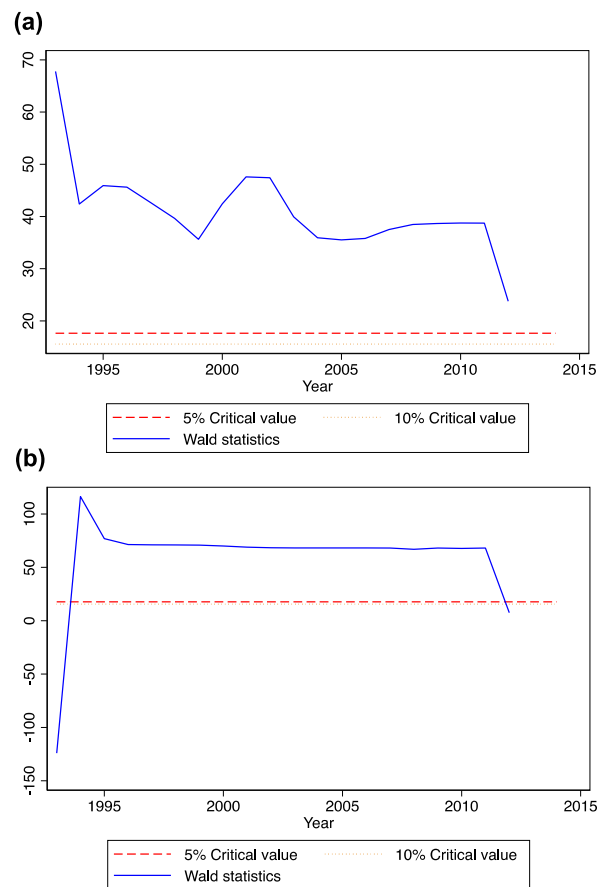 (a)
70
60
50
40
30
20
1995 2000 2005 2010 2015
Year
5% Critical value 10% Critical value
Wald statistics
(b)
100
50
0
-50
-100
-150
1995 2000 2005 2010 2015
Year
5% Critical value 10% Critical value
Wald statistics